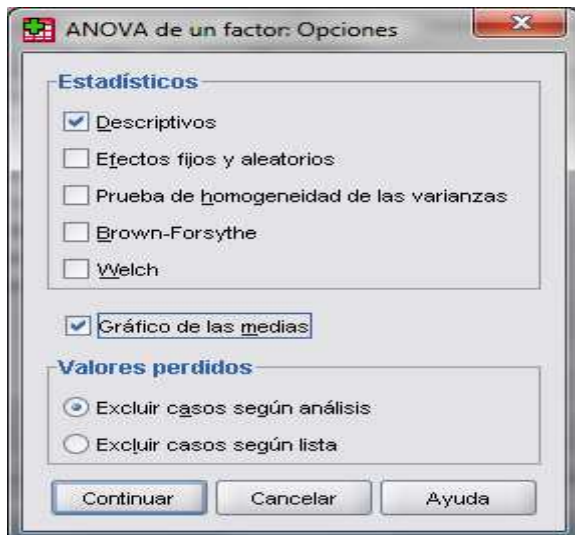 ANOVA de un factor: Opciones
Estadísticos
Descriptivos
Efectos fijos y aleatorios
Prueba de homogeneidad de las varianzas
Brown-Forsythe
Welch
Gráfico de las medias
Valores perdidos
Excluir casos según análisis
Excluir casos según lista
Continuar Cancelar Ayuda